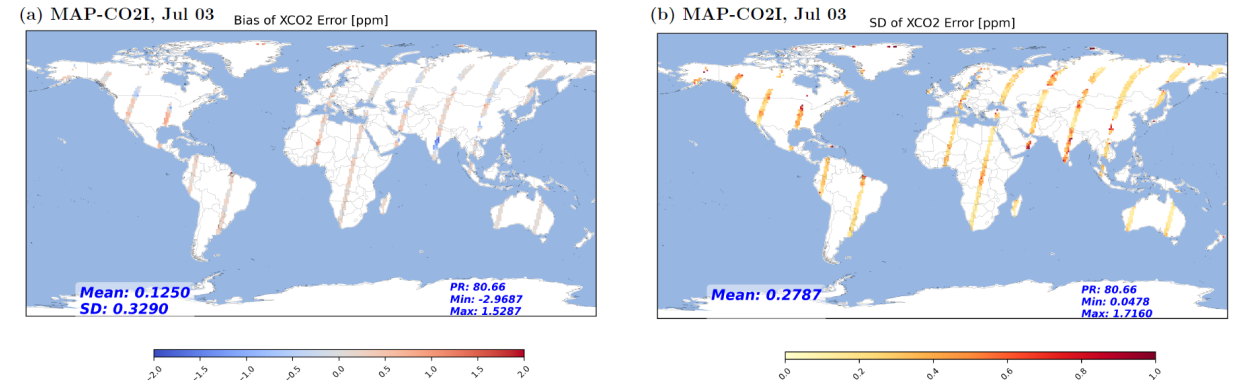 (a) MAP-CO2I, Jul 03
Bias of XCO2 Error [ppm]
Mean: 0.1250
SD: 0.3290
PR: 80.66
Min: -2.9687
Max: 1.5287
-2.0 -1.5 -1.0 -0.5 0.0 0.5 1.0 1.5 2.0
(b) MAP-CO2I, Jul 03
SD of XCO2 Error [ppm]
Mean: 0.2787
PR: 80.66
Min: 0.0478
Max: 1.7160
0.0 0.2 0.4 0.6 0.8 1.0